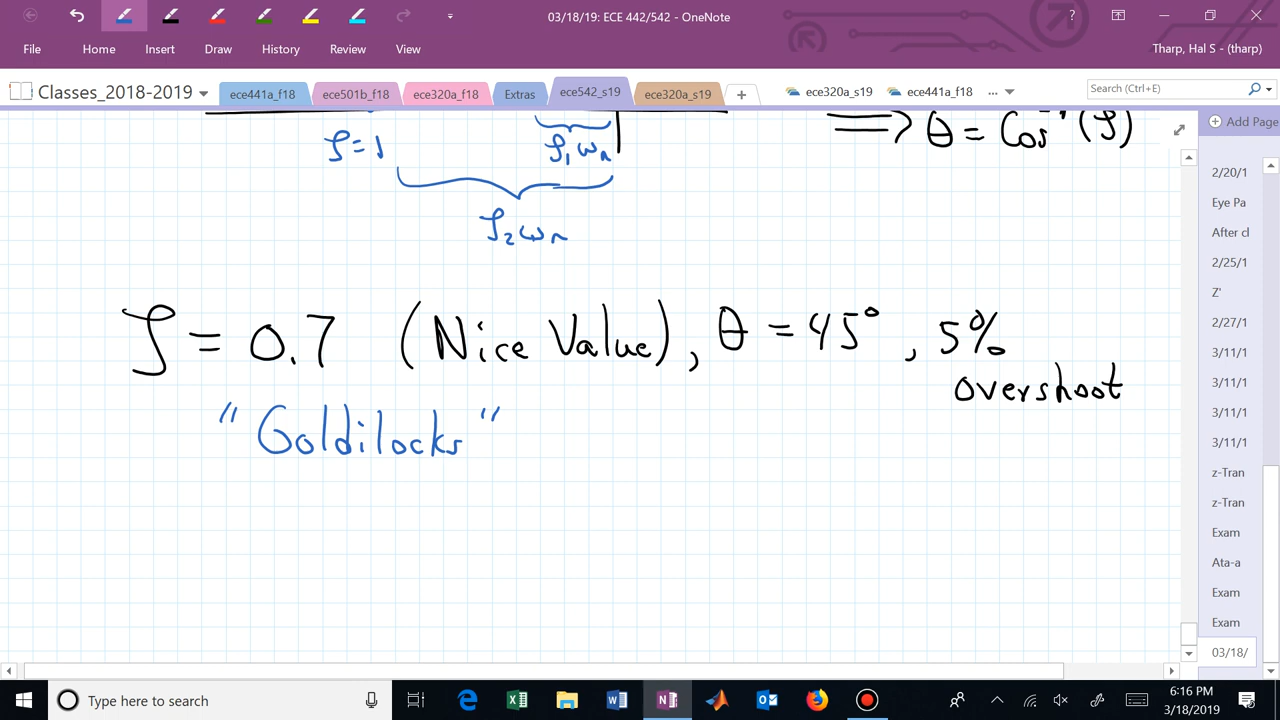 03/18/19: ECE 442/542 - OneNote
?
File
Home
Insert
Draw
History
Review
View
Tharp, Hal S - (tharp)
Classes_2018-2019
ece441a_f18
ece501b_f18
ece320a_f18
Extras
ece542_s19
ece320a_s19
ece320a_s19
ece441a_f18
...
Search (Ctrl+E)
Add Page
2/20/1
Eye Pa
After cl
2/25/1
Z'
2/27/1
3/11/1
3/11/1
3/11/1
3/11/1
z-Tran
z-Tran
Exam
Ata-a
Exam
Exam
03/18/
ζ=1
ζ₁ωₙ
⟹ θ = Cos⁻¹(ζ)
ζ₂ωₙ
ζ = 0.7 (Nice Value), θ = 45°, 5%
overshoot
"Goldilocks"
Type here to search
6:16 PM
3/18/2019